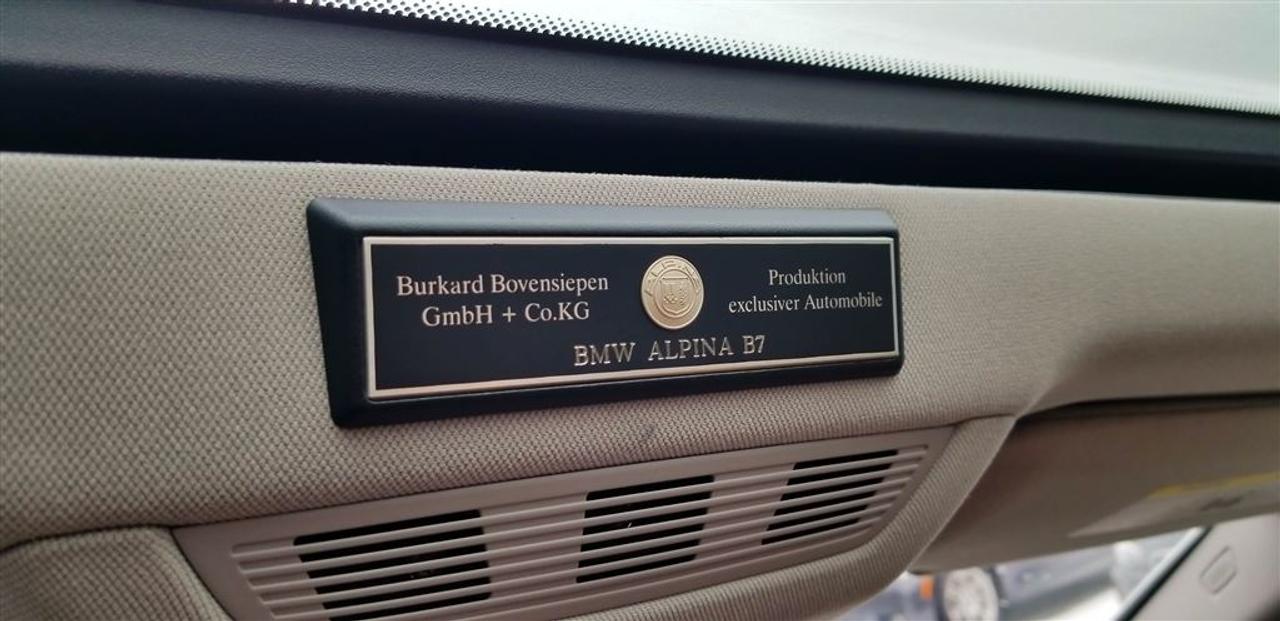 Burkard Bovensiepen
GmbH + Co.KG
Produktion
exclusiver Automobile
BMW ALPINA B7